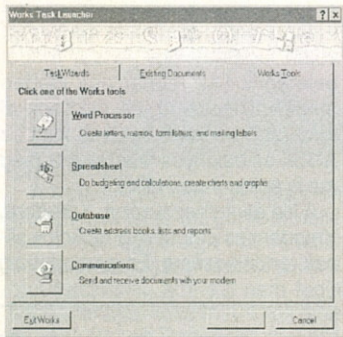 Works Task Launcher
TaskWizards
Existing Documents
Works Tools
Click one of the Works tools
Word Processor
Create letters, memos, form letters, and mailing labels
Spreadsheet
Do budgeting and calculations, create charts and graphs
Database
Create address books, lists and reports
Communications
Send and receive documents with your modem
Exit Works
Cancel